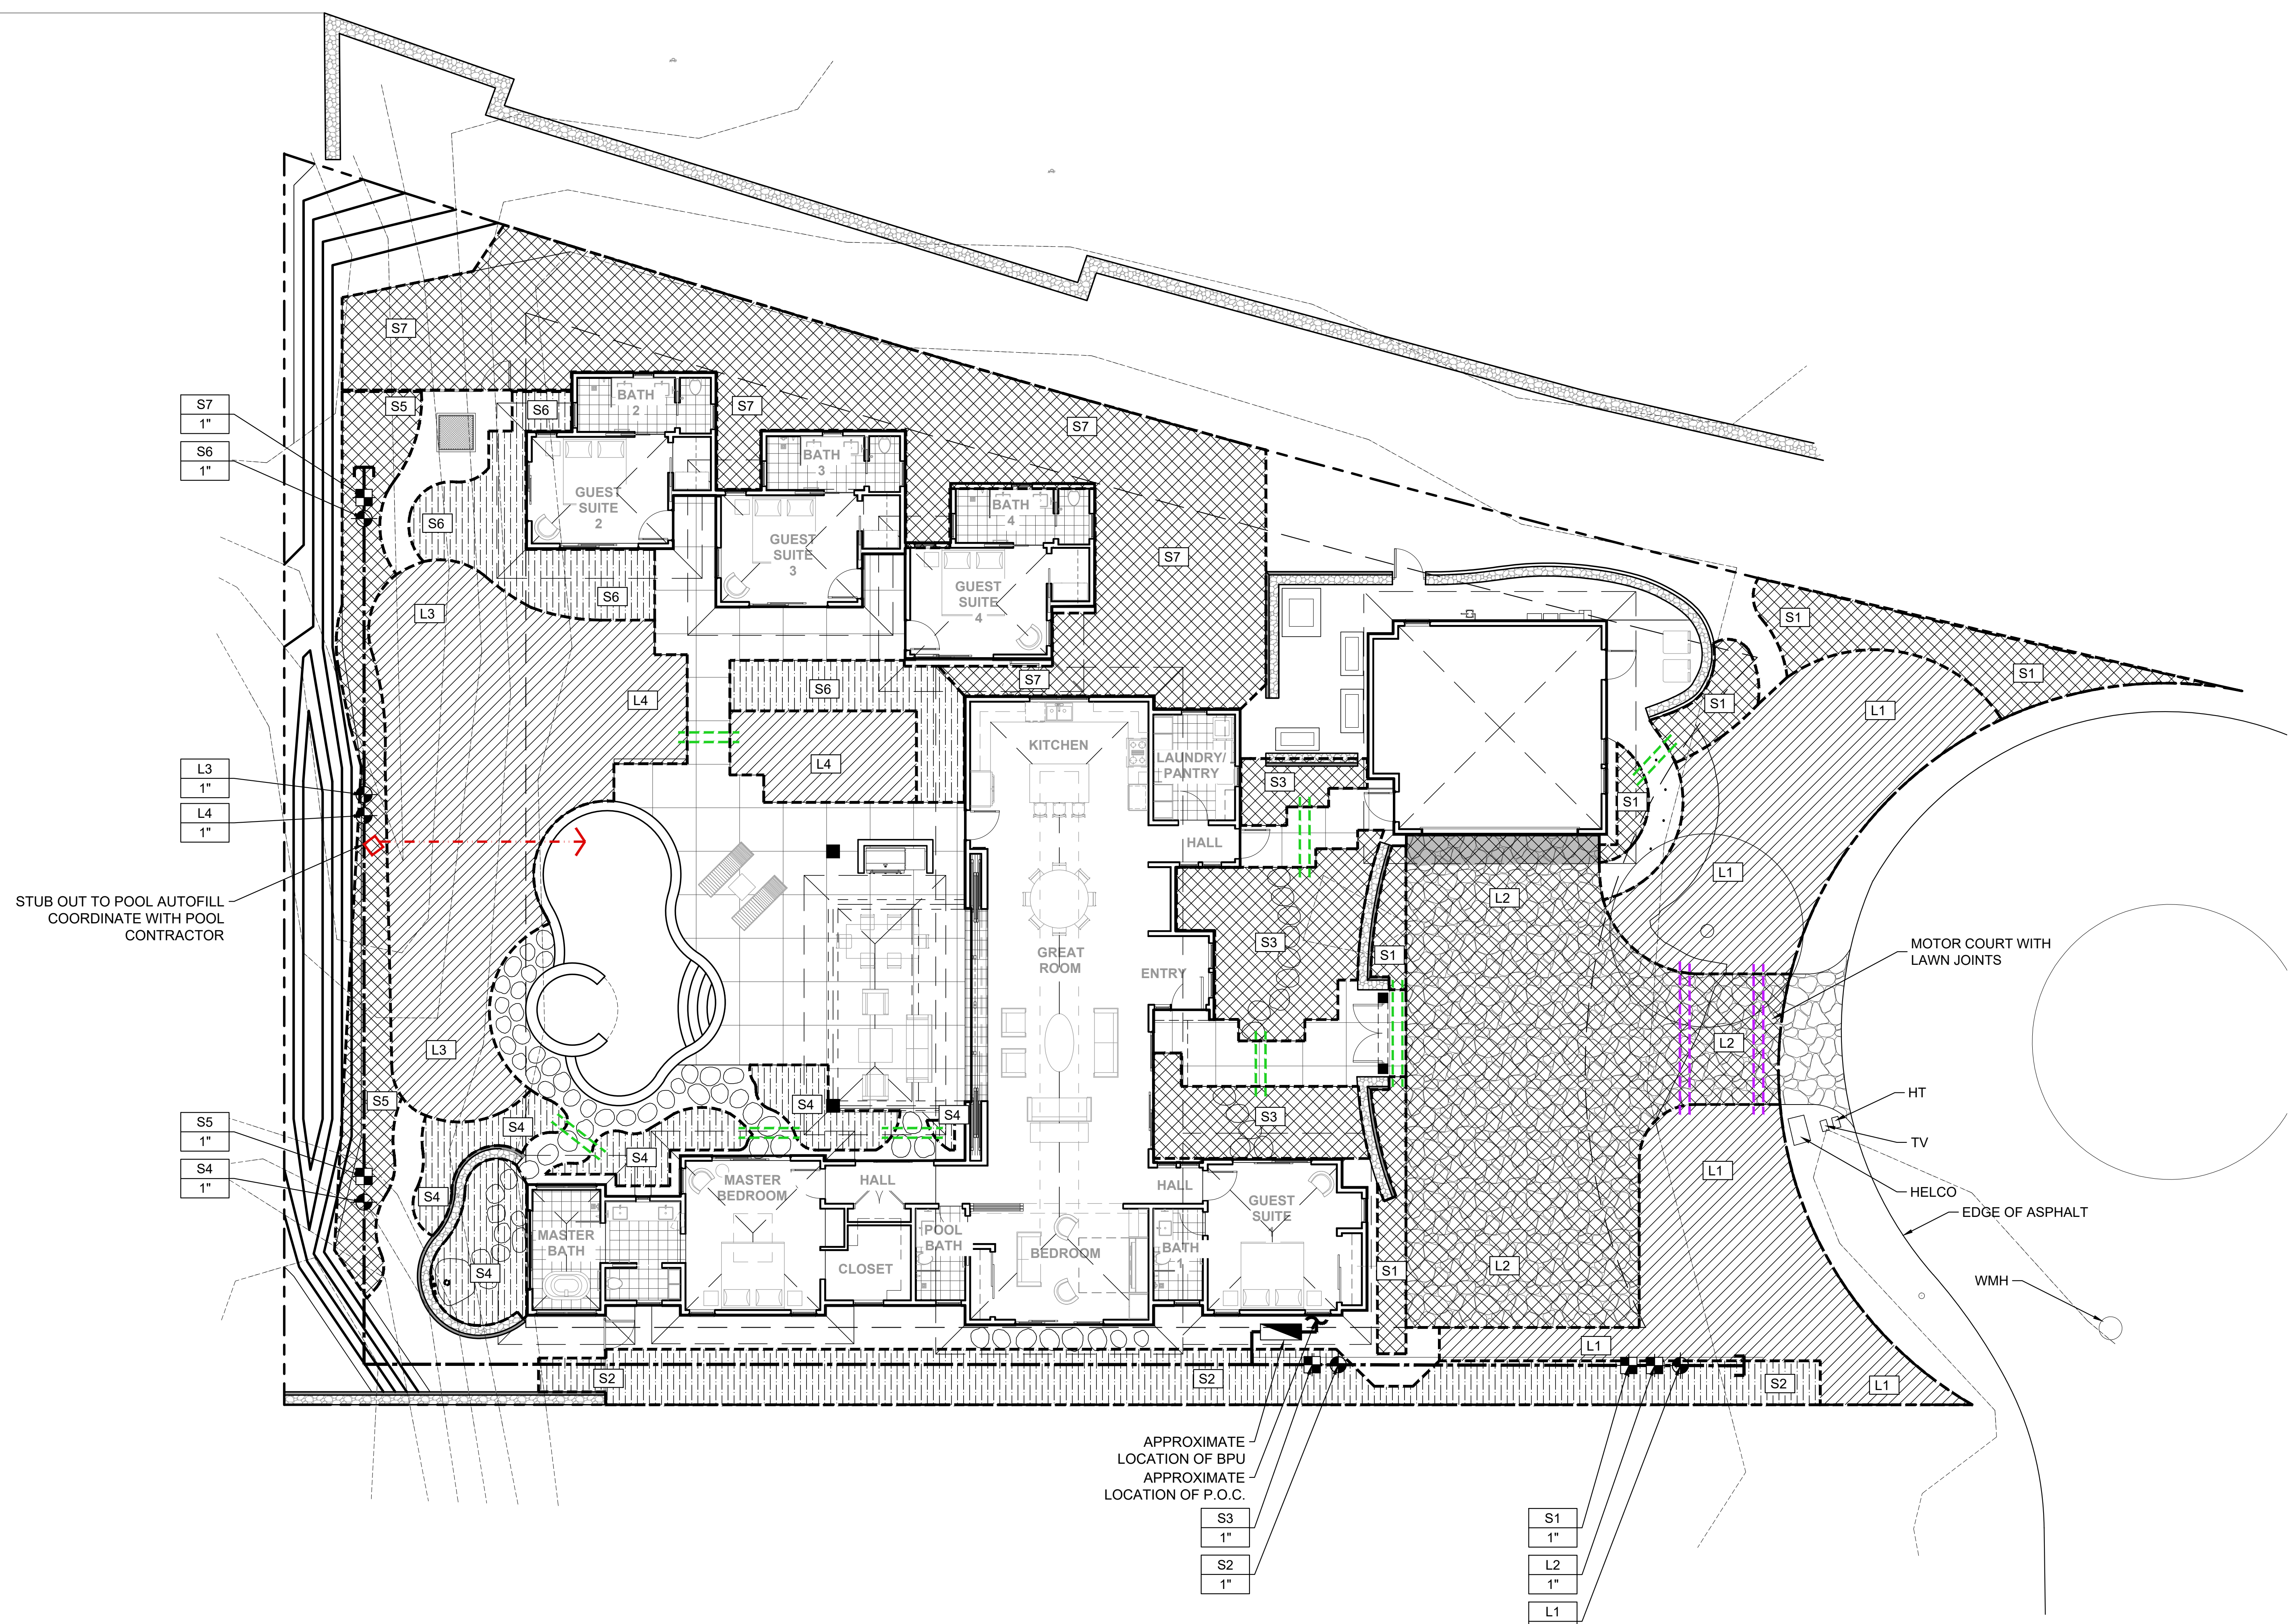 S7
S5
S6
BATH
2
S7
S7
S7
1"
S6
1"
BATH
3
GUEST
SUITE
2
S6
BATH
4
GUEST
SUITE
3
S7
GUEST
SUITE
4
S6
L3
S1
S1
S1
S7
S6
L4
L1
KITCHEN
L4
LAUNDRY/
PANTRY
L3
1"
L4
1"
S3
S1
HALL
L1
L2
STUB OUT TO POOL AUTOFILL
COORDINATE WITH POOL
CONTRACTOR
GREAT
ROOM
ENTRY
S3
S1
MOTOR COURT WITH
LAWN JOINTS
L3
L2
HT
TV
HELCO
EDGE OF ASPHALT
WMH
S5
S4
S4
S4
S3
S5
1"
S4
1"
S4
S4
L1
MASTER
BEDROOM
HALL
HALL
GUEST
SUITE
1
MASTER
BATH
POOL
BATH
BEDROOM
BATH
1
CLOSET
S4
S1
L2
L1
S2
S2
S2
L1
APPROXIMATE
LOCATION OF BPU
APPROXIMATE
LOCATION OF P.O.C.
S3
1"
S2
1"
S1
1"
L2
1"
L1